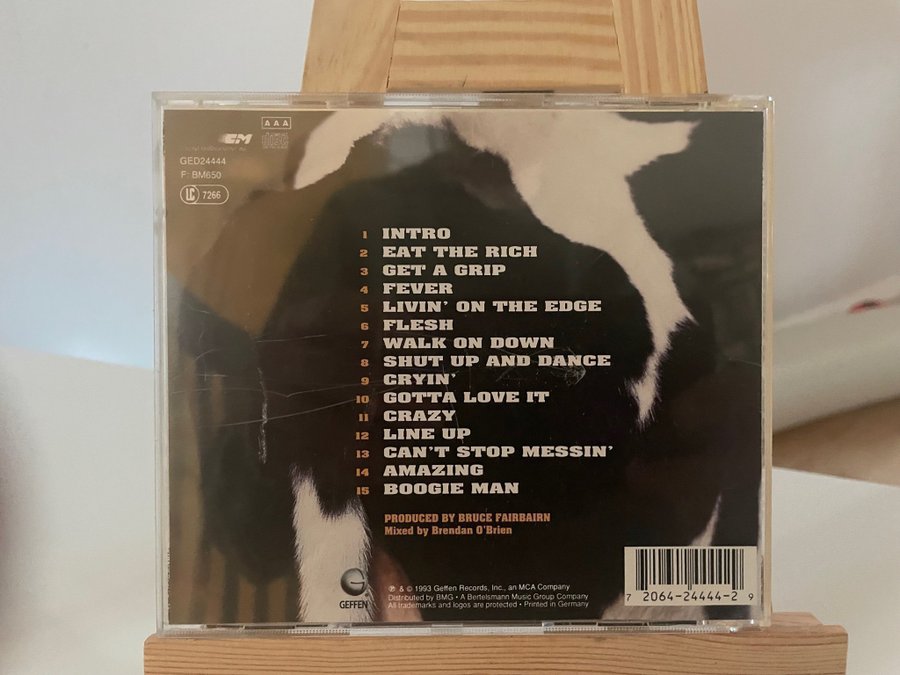 AAA
GED24444
F: BM650
LC 7266
1 INTRO
2 EAT THE RICH
3 GET A GRIP
4 FEVER
5 LIVIN' ON THE EDGE
6 FLESH
7 WALK ON DOWN
8 SHUT UP AND DANCE
9 CRYIN'
10 GOTTA LOVE IT
11 CRAZY
12 LINE UP
13 CAN'T STOP MESSIN'
14 AMAZING
15 BOOGIE MAN
PRODUCED BY BRUCE FAIRBAIRN
Mixed by Brendan O'Brien
GEFFEN
℗ & © 1993 Geffen Records, Inc., an MCA Company
Distributed by BMG • A Bertelsmann Music Group Company
All trademarks and logos are protected • Printed in Germany
7 2064-24444-2 9